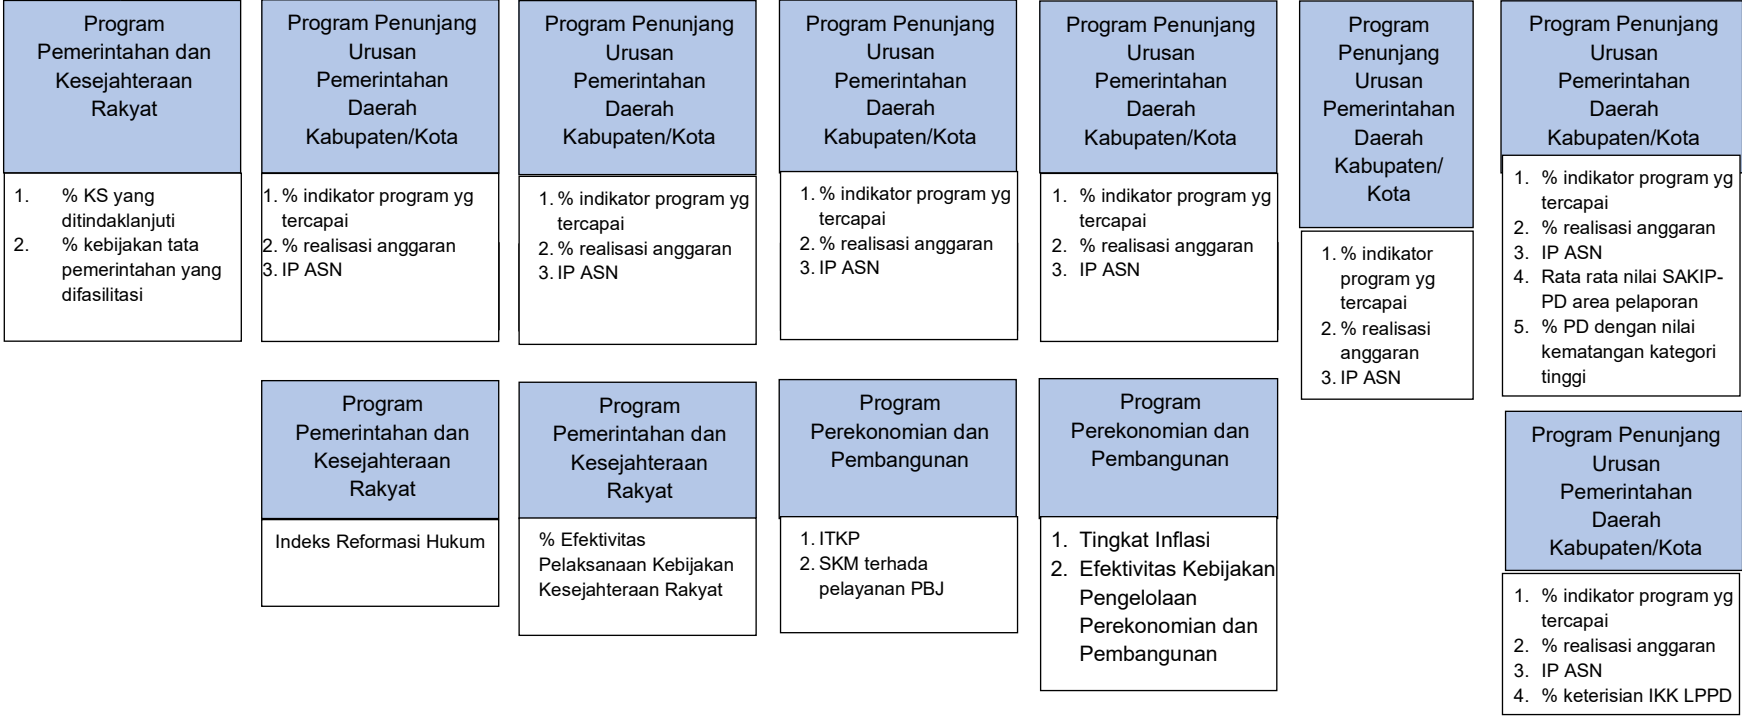 Program
Pemerintahan dan
Kesejahteraan
Rakyat
1. % KS yang
ditindaklanjuti
2. % kebijakan tata
pemerintahan yang
difasilitasi
Program Penunjang
Urusan
Pemerintahan
Daerah
Kabupaten/Kota
1. % indikator program yg
tercapai
2. % realisasi anggaran
3. IP ASN
Program Penunjang
Urusan
Pemerintahan
Daerah
Kabupaten/Kota
1. % indikator program yg
tercapai
2. % realisasi anggaran
3. IP ASN
Program Penunjang
Urusan
Pemerintahan
Daerah
Kabupaten/Kota
1. % indikator program yg
tercapai
2. % realisasi anggaran
3. IP ASN
Program Penunjang
Urusan
Pemerintahan
Daerah
Kabupaten/Kota
1. % indikator program yg
tercapai
2. % realisasi anggaran
3. IP ASN
Program
Penunjang
Urusan
Pemerintahan
Daerah
Kabupaten/
Kota
1. % indikator
program yg
tercapai
2. % realisasi
anggaran
3. IP ASN
Program Penunjang
Urusan
Pemerintahan
Daerah
Kabupaten/Kota
1. % indikator program yg
tercapai
2. % realisasi anggaran
3. IP ASN
4. Rata rata nilai SAKIP-
PD area pelaporan
5. % PD dengan nilai
kematangan kategori
tinggi
Program
Pemerintahan dan
Kesejahteraan
Rakyat
Indeks Reformasi Hukum
Program
Pemerintahan dan
Kesejahteraan
Rakyat
% Efektivitas
Pelaksanaan Kebijakan
Kesejahteraan Rakyat
Program
Perekonomian dan
Pembangunan
1. ITKP
2. SKM terhada
pelayanan PBJ
Program
Perekonomian dan
Pembangunan
1. Tingkat Inflasi
2. Efektivitas Kebijakan
Pengelolaan
Perekonomian dan
Pembangunan
Program Penunjang
Urusan
Pemerintahan
Daerah
Kabupaten/Kota
1. % indikator program yg
tercapai
2. % realisasi anggaran
3. IP ASN
4. % keterisian IKK LPPD